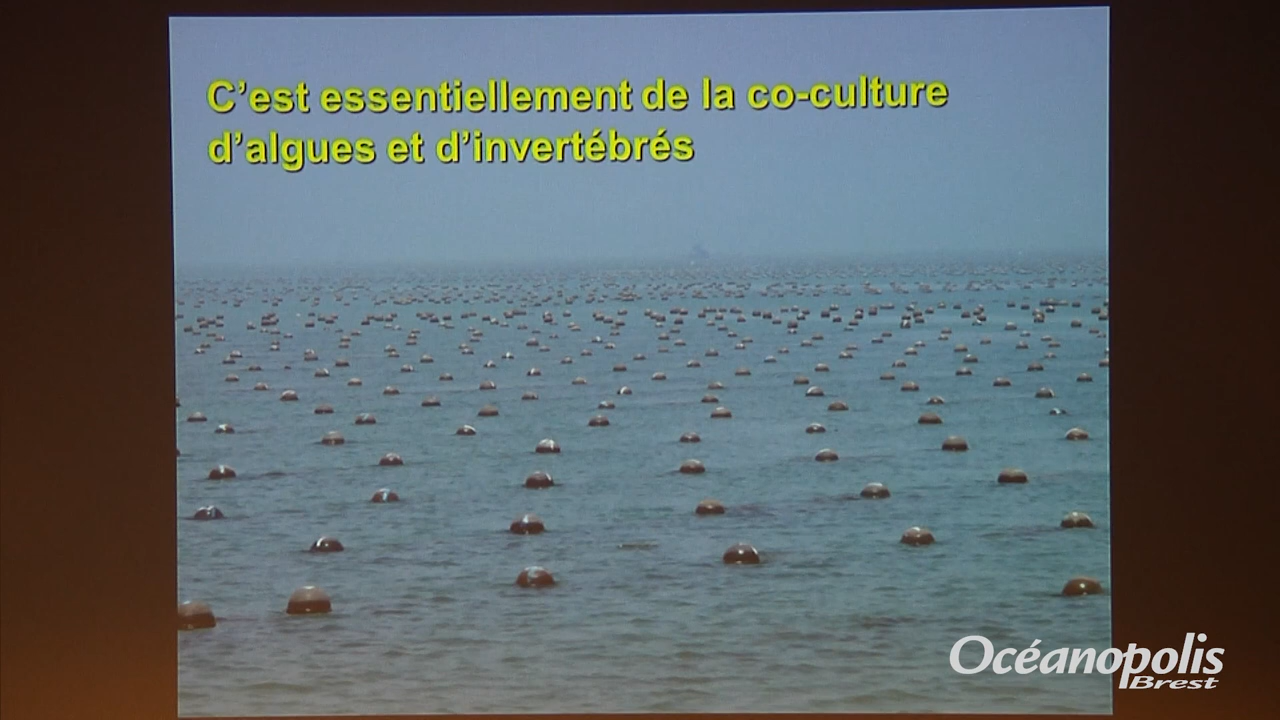 C'est essentiellement de la co-culture
d'algues et d'invertébrés
Océanopolis
Brest